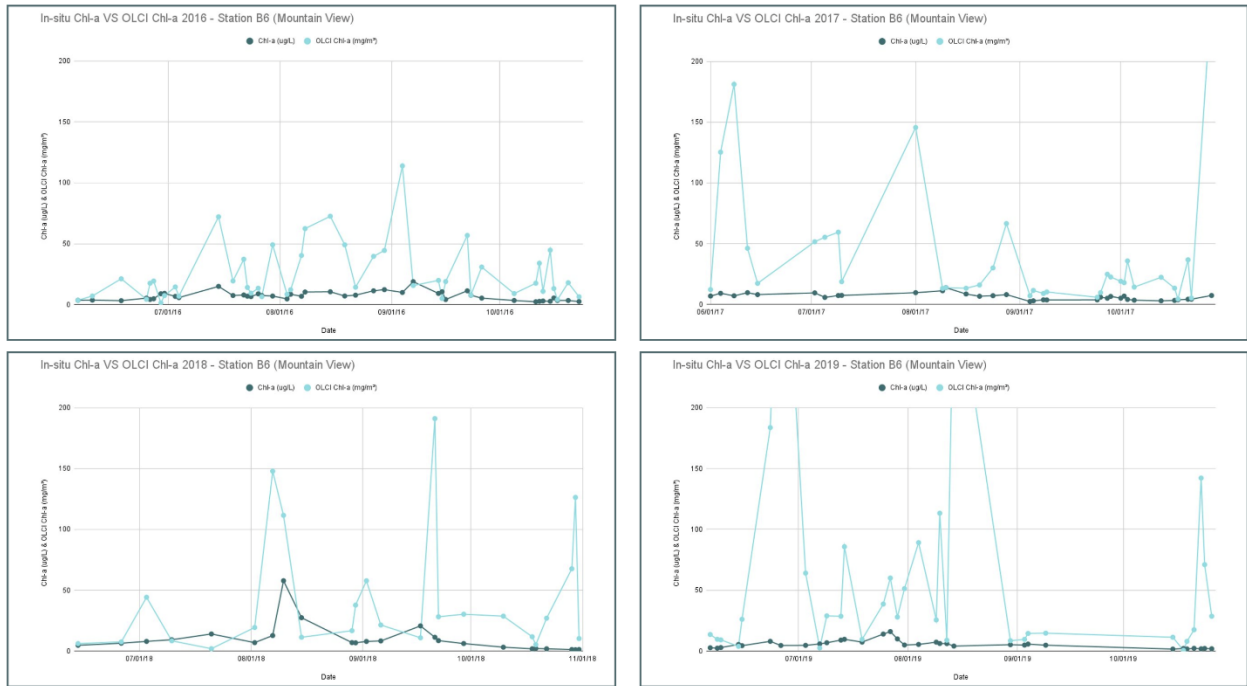 In-situ Chl-a VS OLCI Chl-a 2016 - Station B6 (Mountain View)
Chl-a (ug/L) OLCI Chl-a (mg/m³)
Chl-a (ug/L) & OLCI Chl-a (mg/m³)
200
150
100
50
0
07/01/16 08/01/16 09/01/16 10/01/16
Date
In-situ Chl-a VS OLCI Chl-a 2017 - Station B6 (Mountain View)
Chl-a (ug/L) OLCI Chl-a (mg/m³)
Chl-a (ug/L) & OLCI Chl-a (mg/m³)
200
150
100
50
0
06/01/17 07/01/17 08/01/17 09/01/17 10/01/17
Date
In-situ Chl-a VS OLCI Chl-a 2018 - Station B6 (Mountain View)
Chl-a (ug/L) OLCI Chl-a (mg/m³)
Chl-a (ug/L) & OLCI Chl-a (mg/m³)
200
150
100
50
0
07/01/18 08/01/18 09/01/18 10/01/18 11/01/18
Date
In-situ Chl-a VS OLCI Chl-a 2019 - Station B6 (Mountain View)
Chl-a (ug/L) OLCI Chl-a (mg/m³)
Chl-a (ug/L) & OLCI Chl-a (mg/m³)
200
150
100
50
0
07/01/19 08/01/19 09/01/19 10/01/19
Date